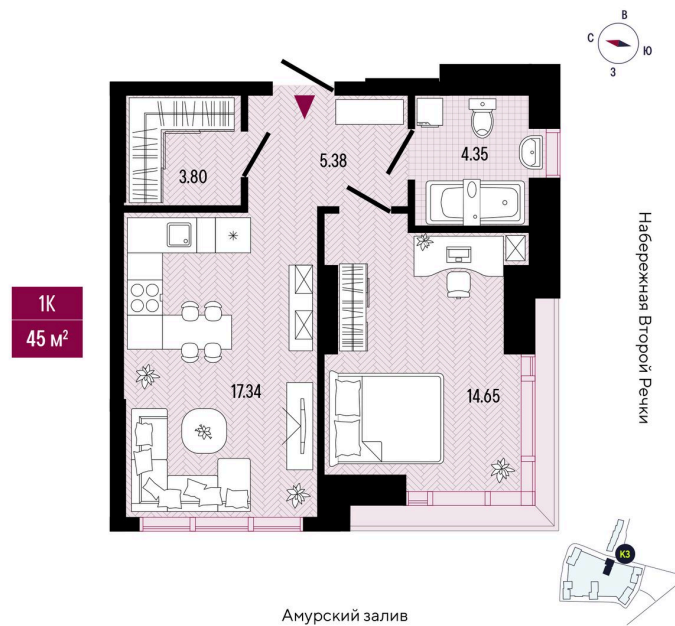 В
С
Ю
З
3.80
5.38
4.35
Набережная Второй Речки
1К
45 м²
17.34
14.65
К3
Амурский залив